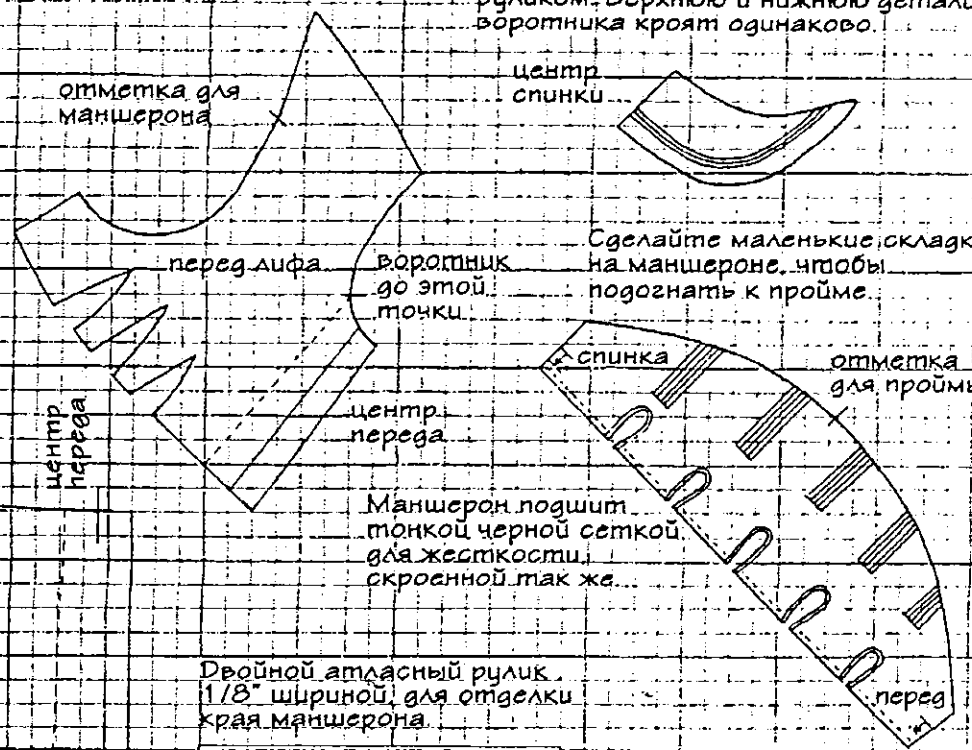 руликом. Верхнюю и нижнюю детали
воротника кроят одинаково.
центр
спинки
отметка для
маншерона
перед лифа
воротник
до этой
точки
Сделайте маленькие складк
на маншероне, чтобы
подогнать к пройме.
спинка
отметка
для проймы
центр
переда
центр
переда
Маншерон подшит
тонкой черной сеткой
для жесткости,
скроенной так же.
перед
Двойной атласный рулик
1/8" шириной, для отделки
края маншерона.